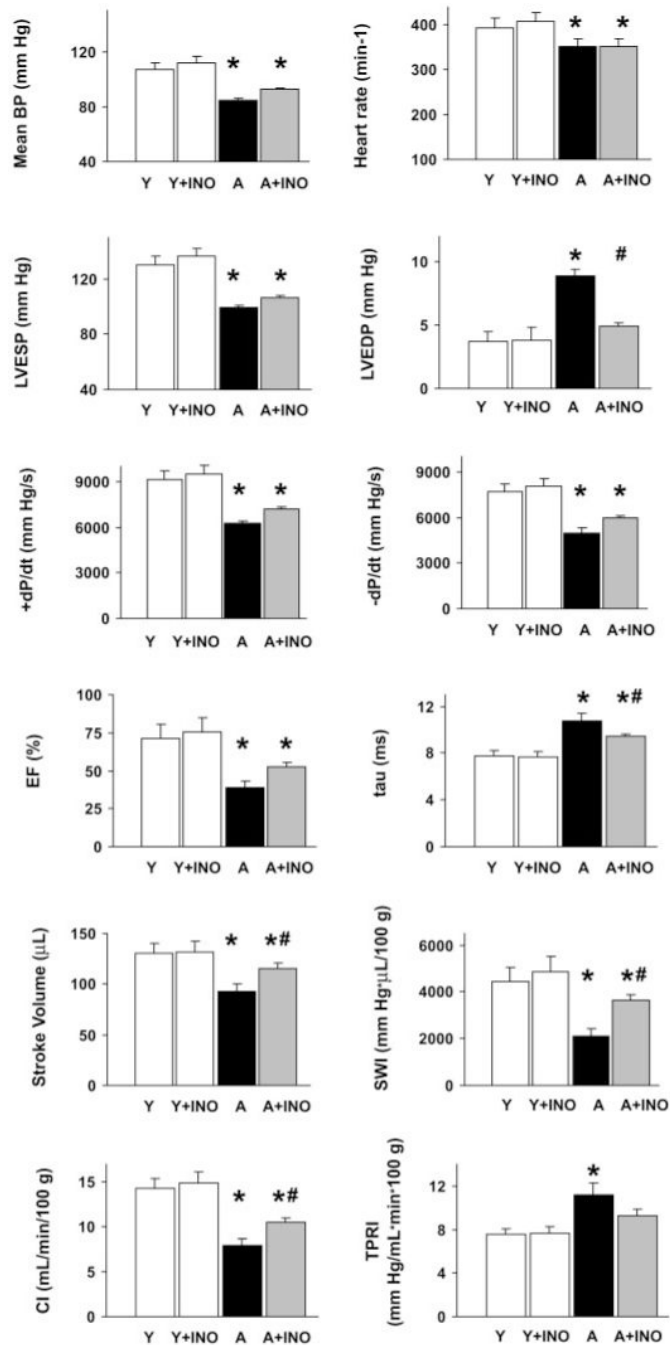 Mean BP (mm Hg)
120
80
40
Y Y+INO A A+INO
* *
Heart rate (min-1)
400
300
200
100
Y Y+INO A A+INO
* *
LVESP (mm Hg)
120
80
40
Y Y+INO A A+INO
* *
LVEDP (mm Hg)
10
5
0
Y Y+INO A A+INO
* #
+dP/dt (mm Hg/s)
9000
6000
3000
0
Y Y+INO A A+INO
* *
-dP/dt (mm Hg/s)
9000
6000
3000
0
Y Y+INO A A+INO
* *
EF (%)
100
75
50
25
0
Y Y+INO A A+INO
* *
tau (ms)
12
8
4
0
Y Y+INO A A+INO
* *#
Stroke Volume (µL)
150
100
50
0
Y Y+INO A A+INO
* *#
SWI (mm Hg*µL/100 g)
6000
4000
2000
0
Y Y+INO A A+INO
* *#
CI (mL/min/100 g)
15
10
5
0
Y Y+INO A A+INO
* *#
TPRI
(mm Hg/mL*min*100 g)
12
8
4
0
Y Y+INO A A+INO
*